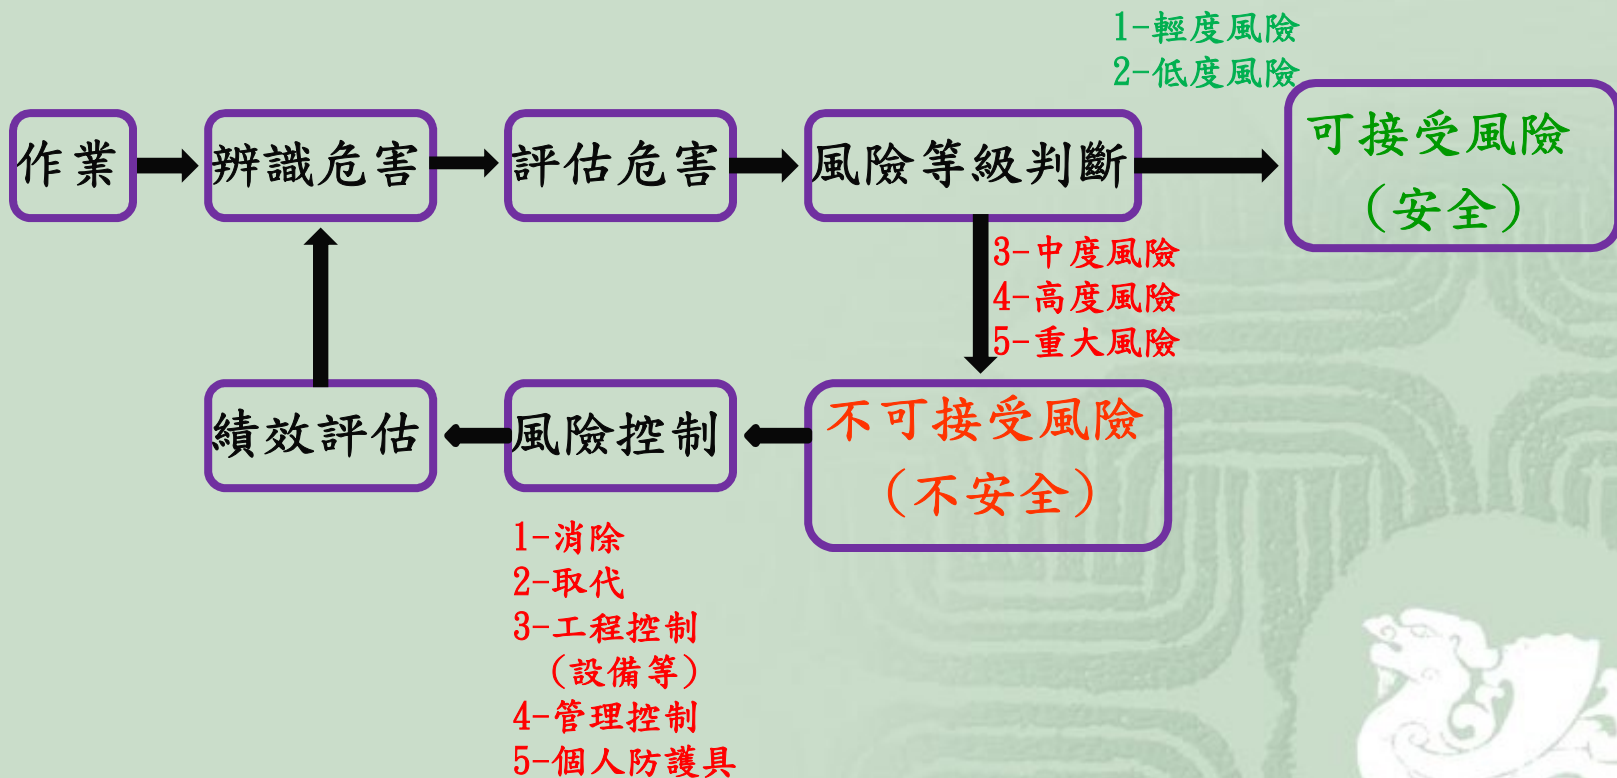 1-輕度風險
2-低度風險
作業
辨識危害
評估危害
風險等級判斷
可接受風險
(安全)
3-中度風險
4-高度風險
5-重大風險
績效評估
風險控制
不可接受風險
(不安全)
1-消除
2-取代
3-工程控制
(設備等)
4-管理控制
5-個人防護具